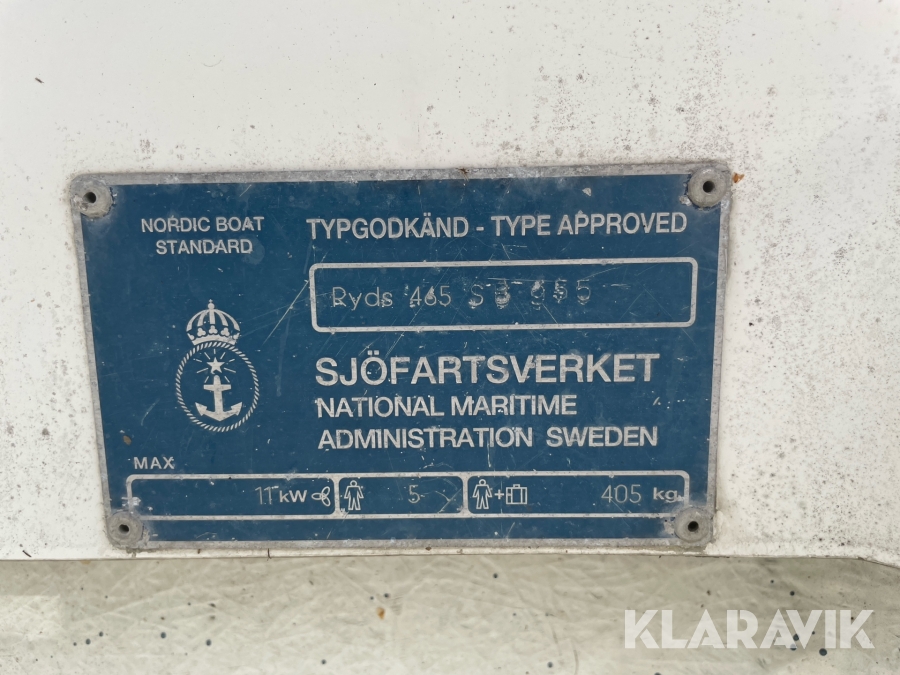 NORDIC BOAT
STANDARD
TYPGODKÄND - TYPE APPROVED
Ryds 465
SJÖFARTSVERKET
NATIONAL MARITIME
ADMINISTRATION SWEDEN
MAX
11 kW
5
+
405 kg
KLARAVIK